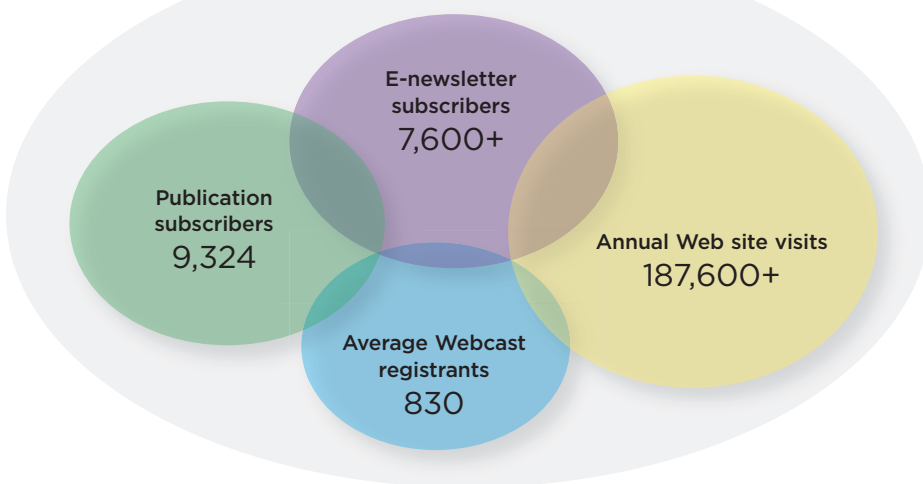 E-newsletter
subscribers
7,600+
Publication
subscribers
9,324
Annual Web site visits
187,600+
Average Webcast
registrants
830